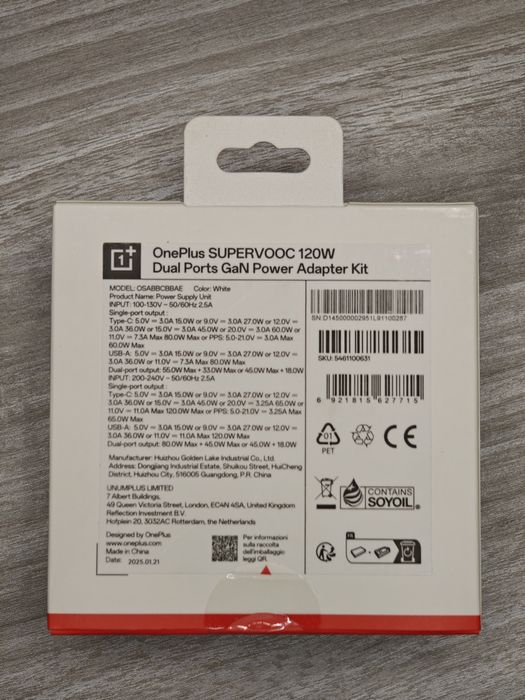 OnePlus SUPERVOOC 120W
Dual Ports GaN Power Adapter Kit
MODEL: OSABBCBBAE Color: White
Product Name: Power Supply Unit
INPUT: 100-130V ~ 50/60Hz 2.5A
Single-port output :
Type-C: 5.0V ⎓ 3.0A 15.0W or 9.0V ⎓ 3.0A 27.0W or 12.0V ⎓
3.0A 36.0W or 15.0V ⎓ 3.0A 45.0W or 20.0V ⎓ 3.0A 60.0W or
11.0V ⎓ 7.3A Max 80.0W Max or PPS: 5.0-21.0V ⎓ 3.0A Max
60.0W Max
USB-A: 5.0V ⎓ 3.0A 15.0W or 9.0V ⎓ 3.0A 27.0W or 12.0V ⎓
3.0A 36.0W or 11.0V ⎓ 7.3A Max 80.0W Max
Dual-port output: 55.0W Max + 33.0W Max or 45.0W Max + 18.0W
INPUT: 200-240V ~ 50/60Hz 2.5A
Single-port output:
Type-C: 5.0V ⎓ 3.0A 15.0W or 9.0V ⎓ 3.0A 27.0W or 12.0V ⎓
3.0A 36.0W or 15.0V ⎓ 3.0A 45.0W or 20.0V ⎓ 3.25A 65.0W or
11.0V ⎓ 11.0A Max 120.0W Max or PPS: 5.0-21.0V ⎓ 3.25A Max
65.0W Max
USB-A: 5.0V ⎓ 3.0A 15.0W or 9.0V ⎓ 3.0A 27.0W or 12.0V ⎓
3.0A 36.0W or 11.0V ⎓ 11.0A Max 120.0W Max
Dual-port output: 80.0W Max + 45.0W Max or 45.0W + 18.0W
Manufacturer: Huizhou Golden Lake Industrial Co., Ltd.
Address: Dongjiang Industrial Estate, Shuikou Street, HuiCheng
District, Huizhou City, 516005 Guangdong, P.R. China
UNUMPLUS LIMITED
7 Albert Buildings,
49 Queen Victoria Street, London, EC4N 4SA, United Kingdom
Reflection Investment B.V.
Hofplein 20, 3032AC Rotterdam, the Netherlands
Designed by OnePlus
www.oneplus.com
Made in China
Date: 2025.01.21
Per informazioni
sulla raccolta
dell'imballaggio
leggi QR.
SN:D145000002951L91100287
SKU: 5461100631
6 921815 627715
01
PET
CE
CONTAINS
SOYOIL
FR